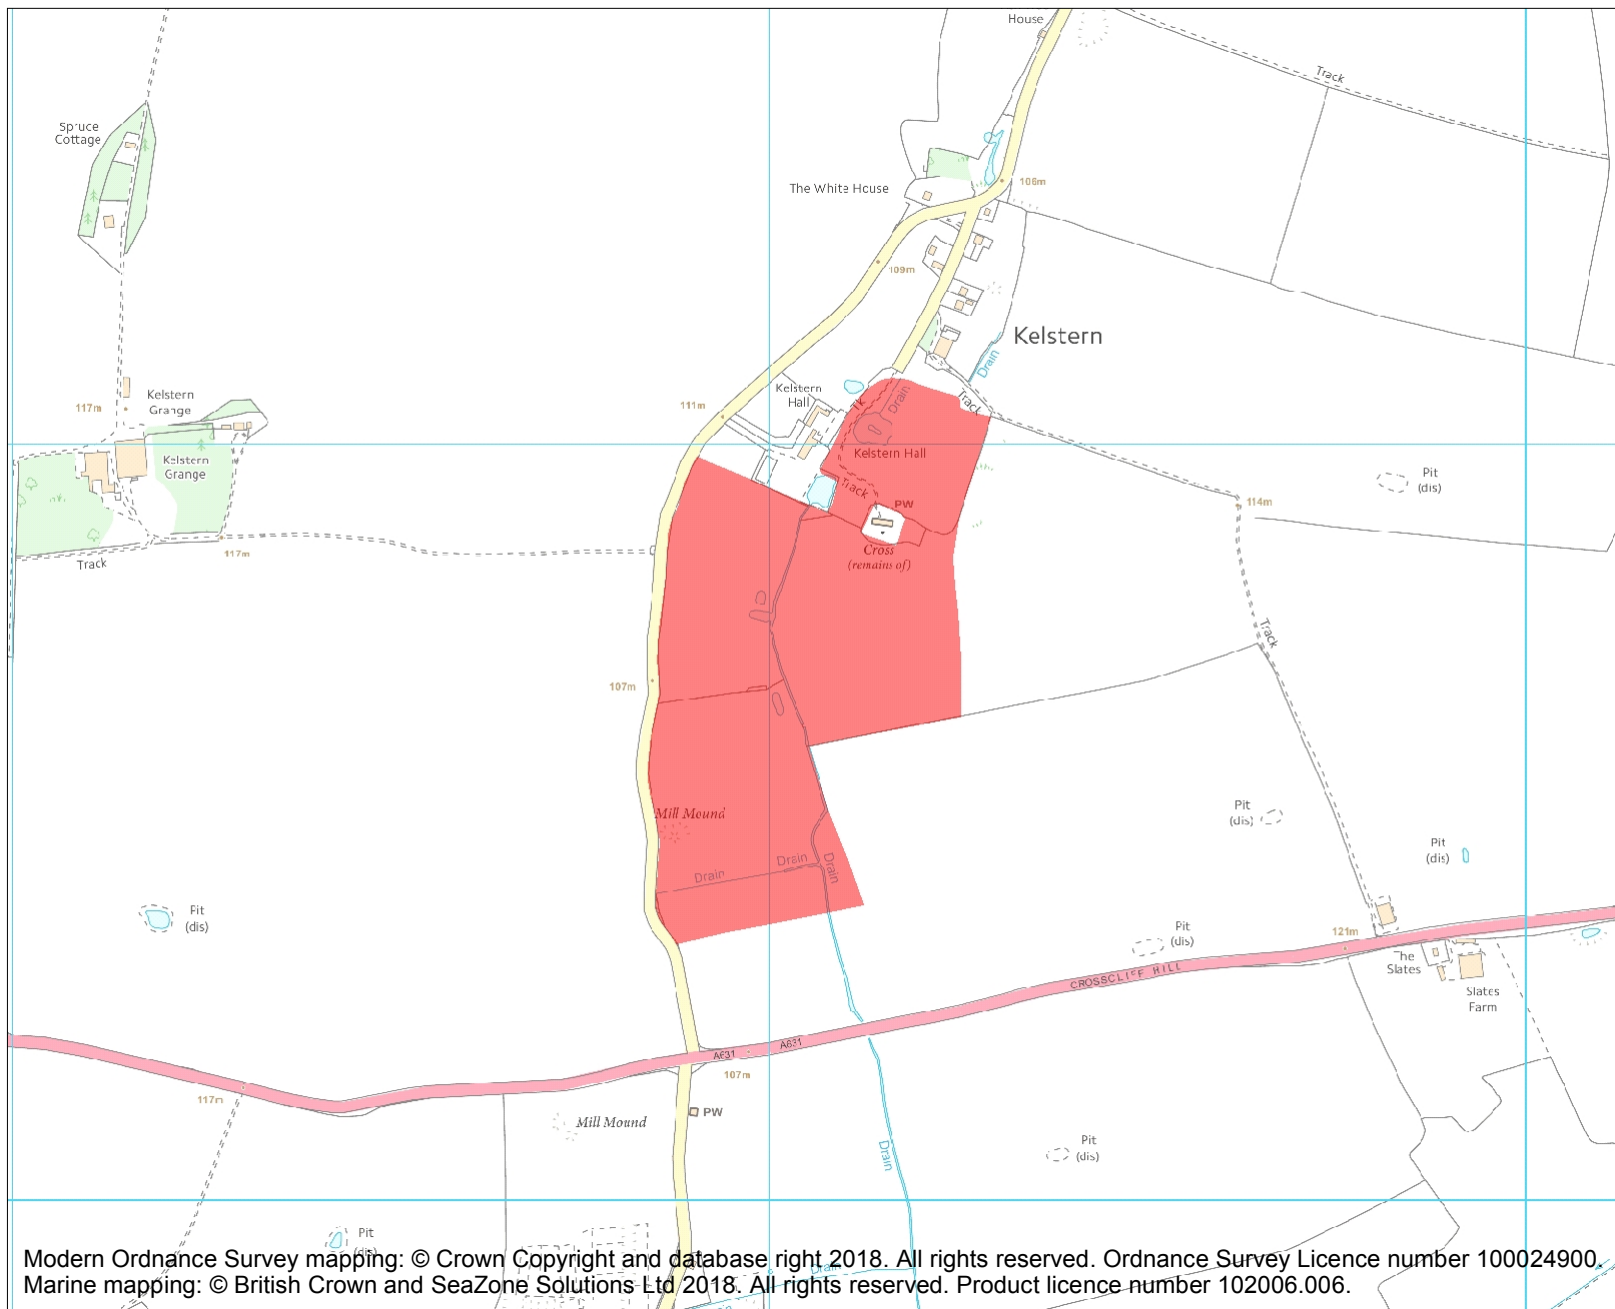 House
Track
Spruce
Cottage
The White House
106m
109m
Kelstern
Drain
Kelstern
Grange
117m
Kelstern
Hall
111m
Tk
Drain
Track
Kelstern
Grange
Kelstern Hall
Track
PW
Pit
(dis)
114m
Cross
(remains of)
117m
Track
Track
107m
Mill Mound
Pit
(dis)
Drain
Drain
Drain
Pit
(dis)
Pit
(dis)
Pit
(dis)
121m
The
Slates
CROSSCLIFF HILL
Slates
Farm
A631
A631
107m
117m
Mill Mound
PW
Pit
(dis)
Drain
Pit
(dis)
Drain
Modern Ordnance Survey mapping: © Crown Copyright and database right 2018. All rights reserved. Ordnance Survey Licence number 100024900.
Marine mapping: © British Crown and SeaZone Solutions Ltd 2018. All rights reserved. Product licence number 102006.006.